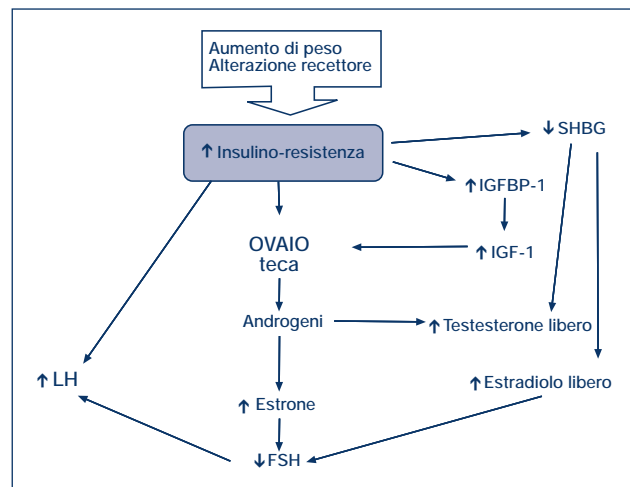 Aumento di peso
Alterazione recettore
↑ Insulino-resistenza
↓ SHBG
↑ IGFBP-1
OVAIO
teca
↑ IGF-1
Androgeni
↑ Testesterone libero
↑ LH
↑ Estrone
↑ Estradiolo libero
↓ FSH